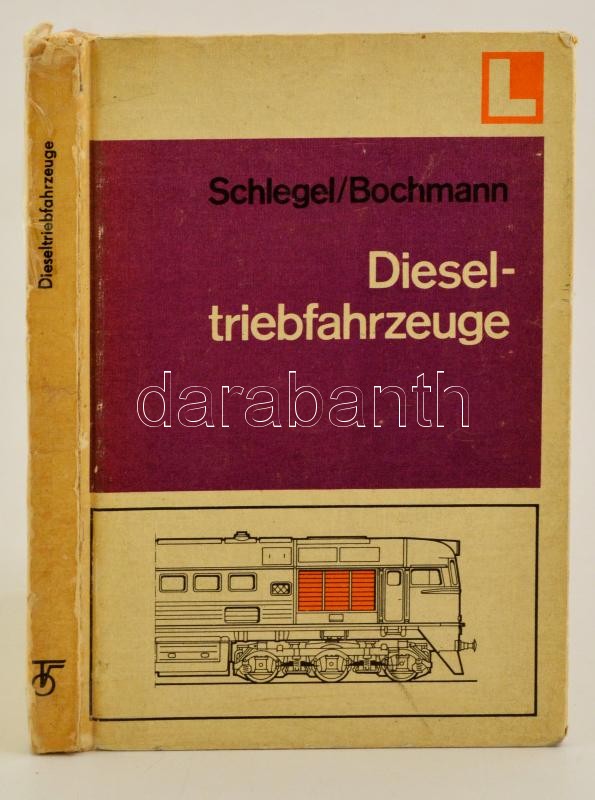 Dieseltriebfahrzeuge
L
Schlegel/Bochmann
Diesel-
triebfahrzeuge
darabanth